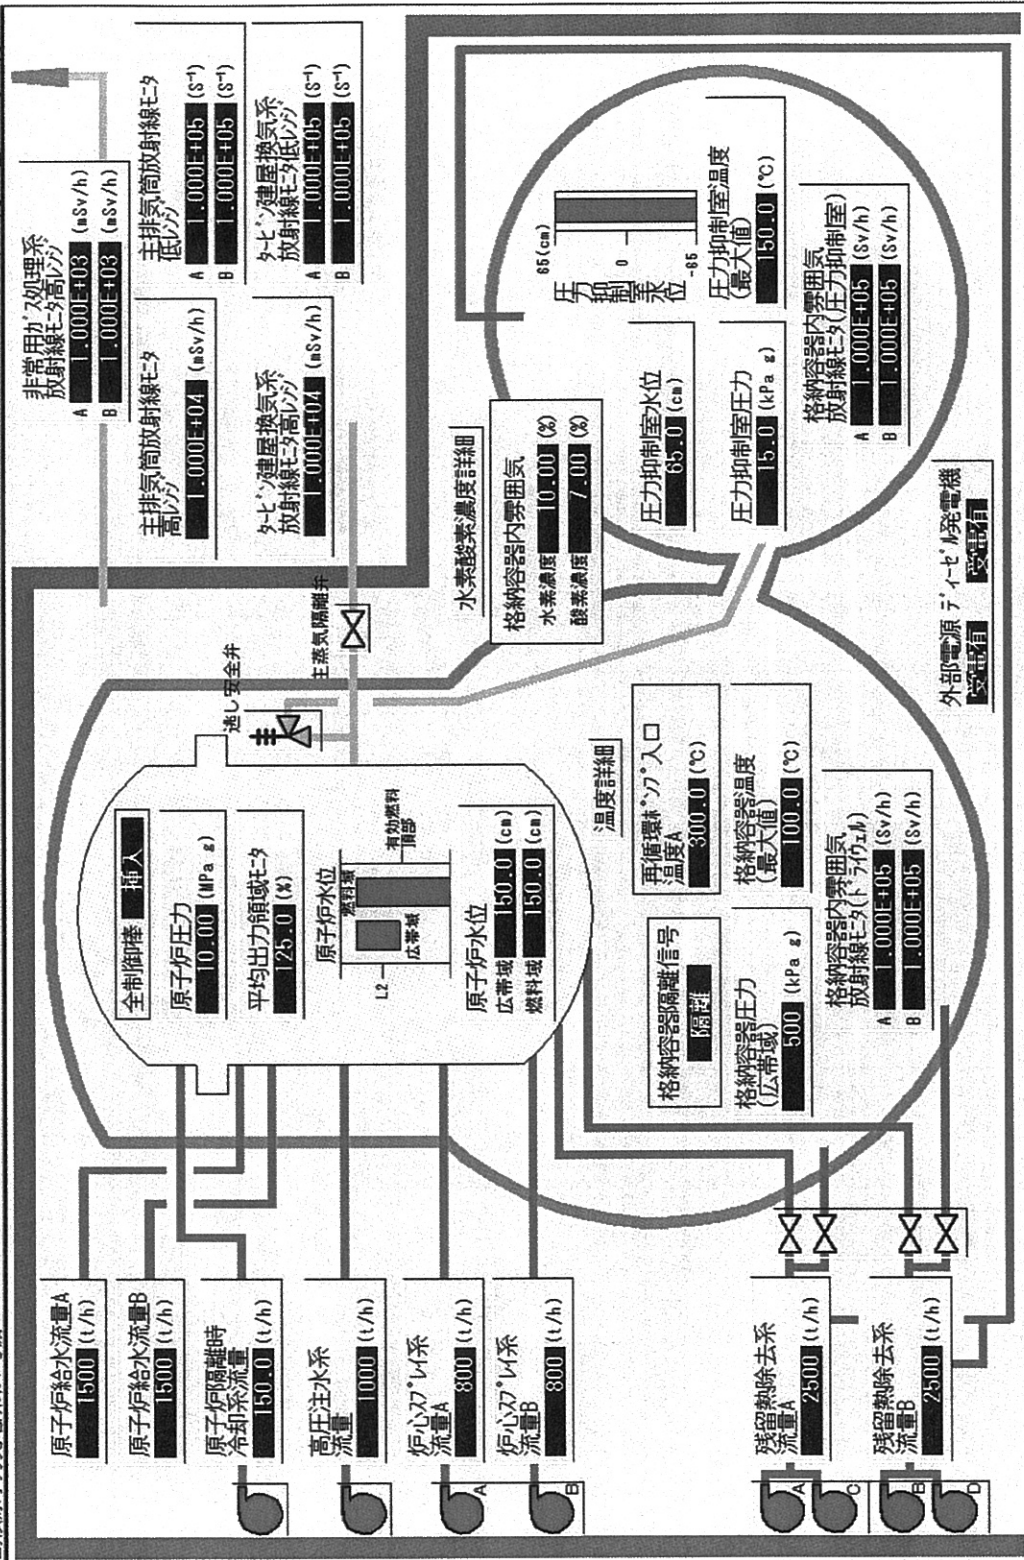 非常用ガス処理系
放射線モニタ高レンジ
A 1.000E+03 (mSv/h)
B 1.000E+03 (mSv/h)
主排気筒放射線モニタ
高レンジ
1.000E+04 (mSv/h)
主排気筒放射線モニタ
低レンジ
A 1.000E+05 (S⁻¹)
B 1.000E+05 (S⁻¹)
タービン建屋換気系
放射線モニタ高レンジ
1.000E+04 (mSv/h)
タービン建屋換気系
放射線モニタ低レンジ
A 1.000E+05 (S⁻¹)
B 1.000E+05 (S⁻¹)
原子炉給水流量A
1500 (t/h)
原子炉給水流量B
1500 (t/h)
原子炉隔離時
冷却系流量
150.0 (t/h)
高圧注水系
流量
1000 (t/h)
炉心スプレイ系
流量A
800 (t/h)
A
炉心スプレイ系
流量B
800 (t/h)
B
残留熱除去系
流量A
2500 (t/h)
A
C
残留熱除去系
流量B
2500 (t/h)
B
D
全制御棒 挿入
原子炉圧力
10.00 (MPa g)
平均出力領域モニタ
125.0 (%)
原子炉水位
燃料域
L2
広帯域
有効燃料
頂部
原子炉水位
広帯域 150.0 (cm)
燃料域 150.0 (cm)
逃し安全弁
主蒸気隔離弁
水素酸素濃度詳細
格納容器内雰囲気
水素濃度 10.00 (%)
酸素濃度 7.00 (%)
温度詳細
格納容器隔離信号
隔離
再循環ポンプ入口
温度A
300.0 (℃)
格納容器圧力
(広帯域)
500 (kPa g)
格納容器温度
(最大値)
100.0 (℃)
格納容器内雰囲気
放射線モニタ(ドライウェル)
A 1.000E+05 (Sv/h)
B 1.000E+05 (Sv/h)
圧力抑制室水位
65(cm)
0
-65
圧力抑制室水位
65.0 (cm)
圧力抑制室温度
(最大値)
150.0 (℃)
圧力抑制室圧力
15.0 (kPa g)
格納容器内雰囲気
放射線モニタ(圧力抑制室)
A 1.000E+05 (Sv/h)
B 1.000E+05 (Sv/h)
外部電源 ディーゼル発電機